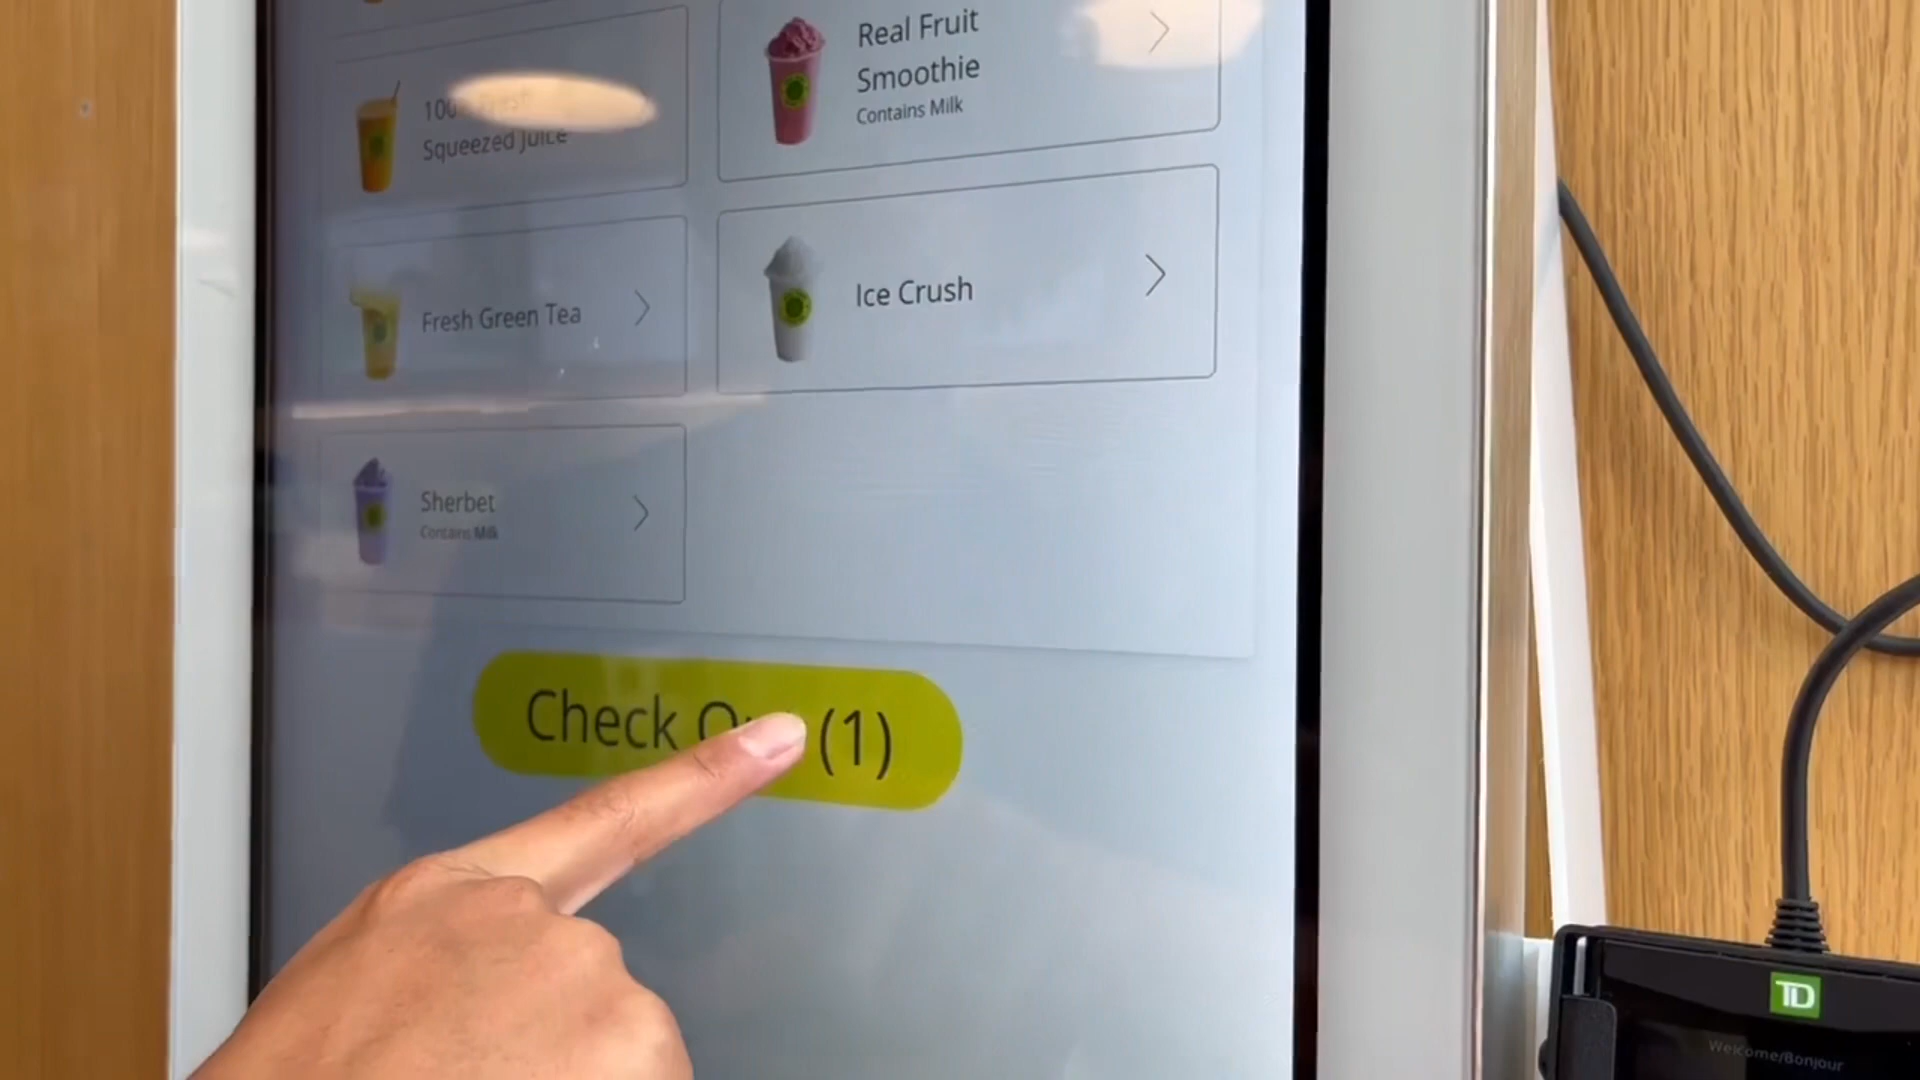 Real Fruit
Smoothie
Contains Milk
100%
Squeezed Juice
Fresh Green Tea
Ice Crush
Sherbet
Contains Milk
Check (1)
TD
Welcome/Bonjour